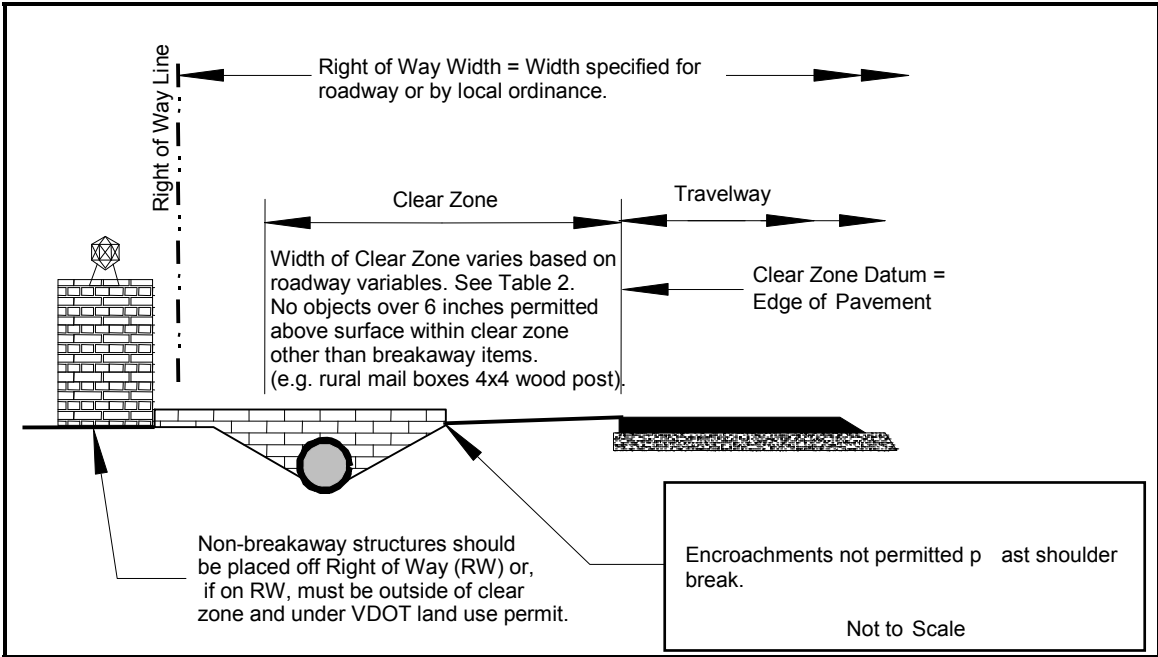 Right of Way Line
Right of Way Width = Width specified for
roadway or by local ordinance.
Clear Zone
Travelway
Width of Clear Zone varies based on
roadway variables. See Table 2.
No objects over 6 inches permitted
above surface within clear zone
other than breakaway items.
(e.g. rural mail boxes 4x4 wood post).
Clear Zone Datum =
Edge of Pavement
Non-breakaway structures should
be placed off Right of Way (RW) or,
if on RW, must be outside of clear
zone and under VDOT land use permit.
Encroachments not permitted p ast shoulder
break.
Not to Scale